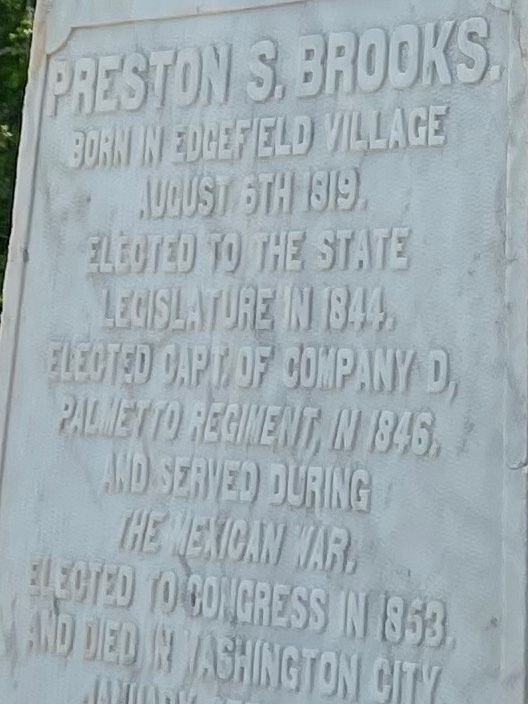 PRESTON S. BROOKS.
BORN IN EDGEFIELD VILLAGE
AUGUST 6TH 1819.
ELECTED TO THE STATE
LEGISLATURE IN 1844.
ELECTED CAPT. OF COMPANY D,
PALMETTO REGIMENT, IN 1846.
AND SERVED DURING
THE MEXICAN WAR.
ELECTED TO CONGRESS IN 1853.
AND DIED IN WASHINGTON CITY
JANUARY